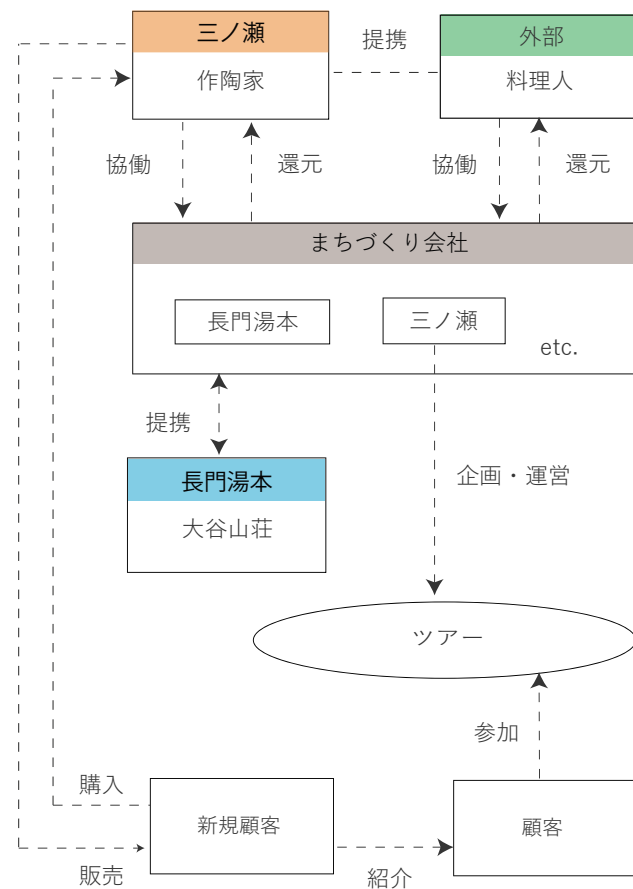 三ノ瀬
作陶家
提携
外部
料理人
協働
還元
協働
還元
まちづくり会社
長門湯本
三ノ瀬
etc.
提携
長門湯本
大谷山荘
企画・運営
ツアー
参加
購入
新規顧客
顧客
販売
紹介